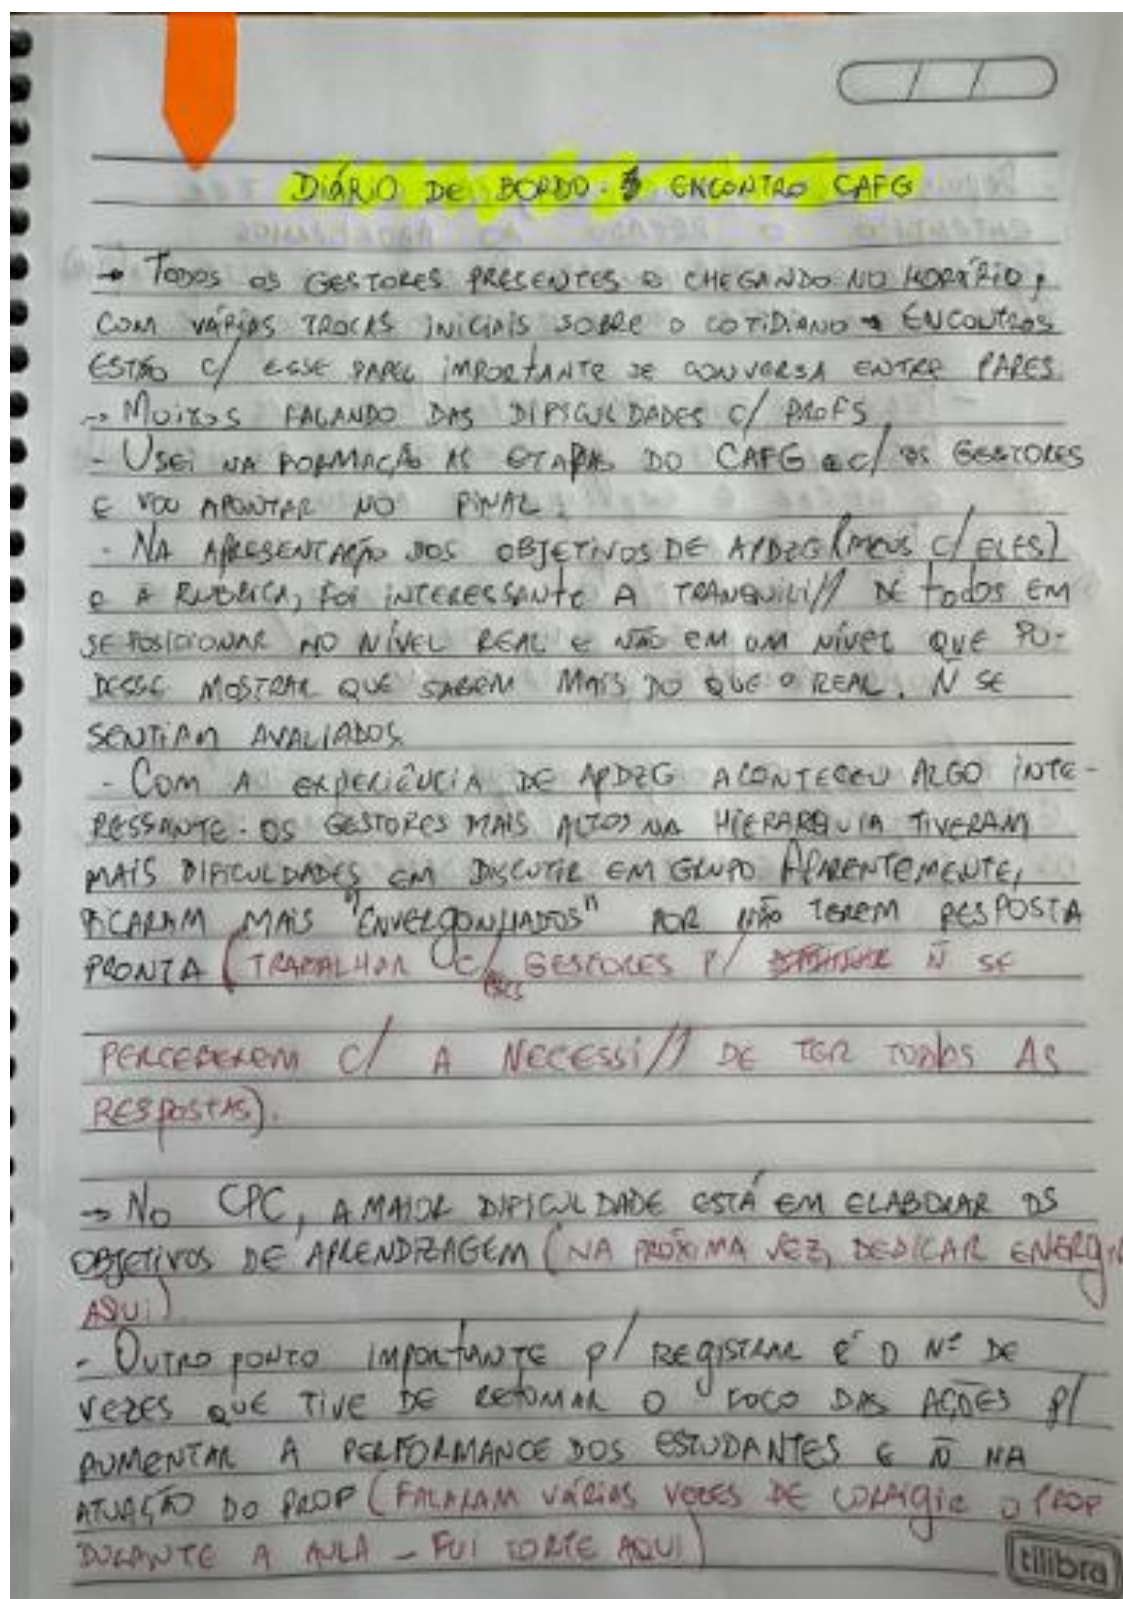 DIÁRIO DE BORDO - ENCONTRO CAFG
→ TODOS OS GESTORES PRESENTES E CHEGANDO NO HORÁRIO,
COM VÁRIAS TROCAS INICIAIS SOBRE O COTIDIANO → ENCONTROS
ESTÃO C/ ESSE PAPEL IMPORTANTE DE CONVERSA ENTRE PARES.
→ MUITOS FALANDO DAS DIFICULDADES C/ PROFS
- USEI NA FORMAÇÃO AS ETAPAS DO CAFG C/ OS GESTORES
E VOU APONTAR NO FINAL.
- NA APRESENTAÇÃO DOS OBJETIVOS DE APDZG (MEUS C/ ELES)
E A RUBRICA, FOI INTERESSANTE A TRANQUILI// DE TODOS EM
SE POSICIONAR NO NÍVEL REAL E NÃO EM UM NÍVEL QUE PU-
DESSE MOSTRAR QUE SABEM MAIS DO QUE O REAL. Ñ SE
SENTIAM AVALIADOS
- COM A EXPERIÊNCIA DE APDZG ACONTECEU ALGO INTE-
RESSANTE - OS GESTORES MAIS ALTOS NA HIERARQUIA TIVERAM
MAIS DIFICULDADES EM DISCUTIR EM GRUPO. APARENTEMENTE,
FICARAM MAIS "ENVERGONHADOS" POR NÃO TEREM RESPOSTA
PRONTA (TRABALHAR C/ GESTORES P/ Ñ SE
PERCEBEREM C/ A NECESSI// DE TER TODAS AS
RESPOSTAS).
→ NO CPC, A MAIOR DIFICULDADE ESTÁ EM ELABORAR OS
OBJETIVOS DE APRENDIZAGEM (NA PRÓXIMA VEZ, DEDICAR ENERGIA
AQUI)
- OUTRO PONTO IMPORTANTE P/ REGISTRAR É O Nº DE
VEZES QUE TIVE DE RETOMAR O FOCO DAS AÇÕES P/
AUMENTAR A PERFORMANCE DOS ESTUDANTES E Ñ NA
ATUAÇÃO DO PROF (FALARAM VÁRIAS VEZES DE CORRIGIR O PROF
DURANTE A AULA - FUI FORTE AQUI)
tilibra